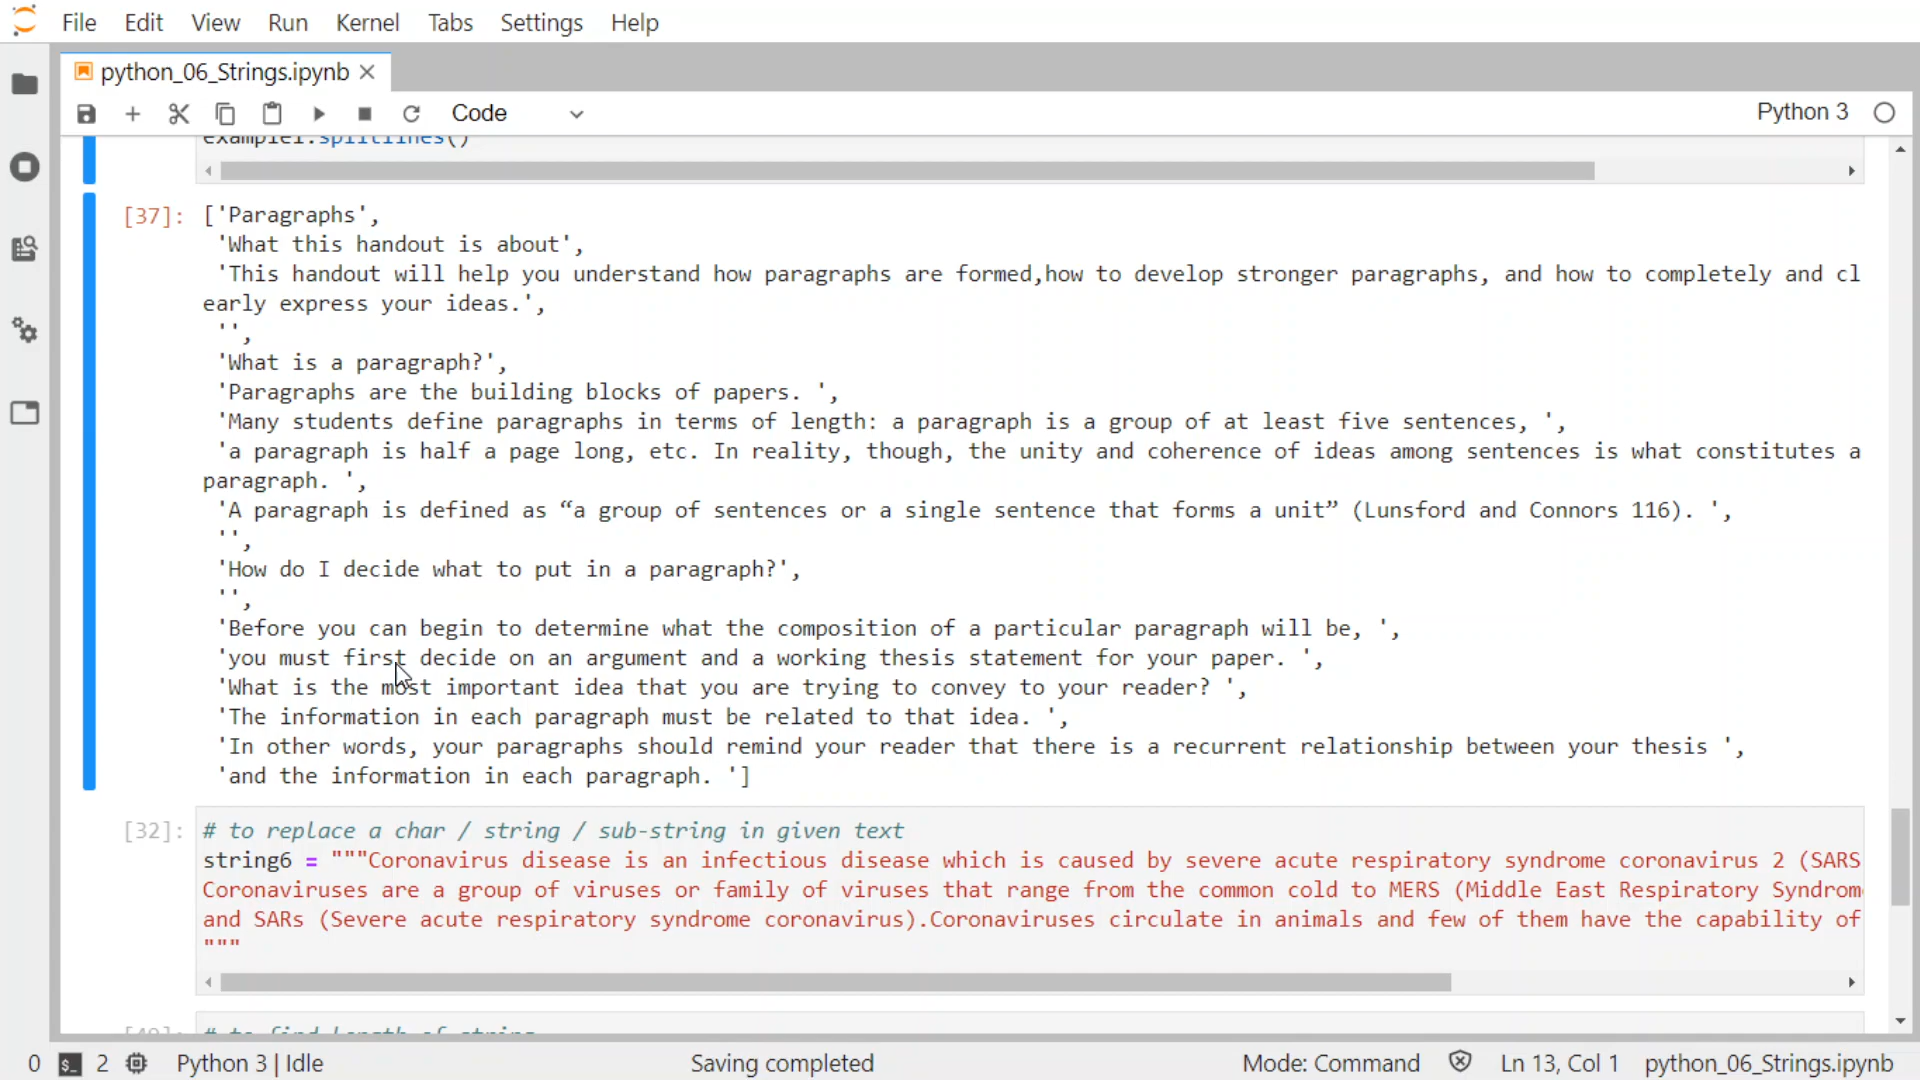 File Edit View Run Kernel Tabs Settings Help
python_06_Strings.ipynb
Code Python 3
example1.splitlines()
[37]: ['Paragraphs',
'What this handout is about',
'This handout will help you understand how paragraphs are formed,how to develop stronger paragraphs, and how to completely and cl
early express your ideas.',
'',
'What is a paragraph?',
'Paragraphs are the building blocks of papers. ',
'Many students define paragraphs in terms of length: a paragraph is a group of at least five sentences, ',
'a paragraph is half a page long, etc. In reality, though, the unity and coherence of ideas among sentences is what constitutes a
paragraph. ',
'A paragraph is defined as “a group of sentences or a single sentence that forms a unit” (Lunsford and Connors 116). ',
'',
'How do I decide what to put in a paragraph?',
'',
'Before you can begin to determine what the composition of a particular paragraph will be, ',
'you must first decide on an argument and a working thesis statement for your paper. ',
'What is the most important idea that you are trying to convey to your reader? ',
'The information in each paragraph must be related to that idea. ',
'In other words, your paragraphs should remind your reader that there is a recurrent relationship between your thesis ',
'and the information in each paragraph. ']
[32]: # to replace a char / string / sub-string in given text
string6 = """Coronavirus disease is an infectious disease which is caused by severe acute respiratory syndrome coronavirus 2 (SARS
Coronaviruses are a group of viruses or family of viruses that range from the common cold to MERS (Middle East Respiratory Syndrom
and SARs (Severe acute respiratory syndrome coronavirus).Coronaviruses circulate in animals and few of them have the capability of
"""
# to find length of string
0 $_ 2 Python 3 | Idle Saving completed Mode: Command Ln 13, Col 1 python_06_Strings.ipynb